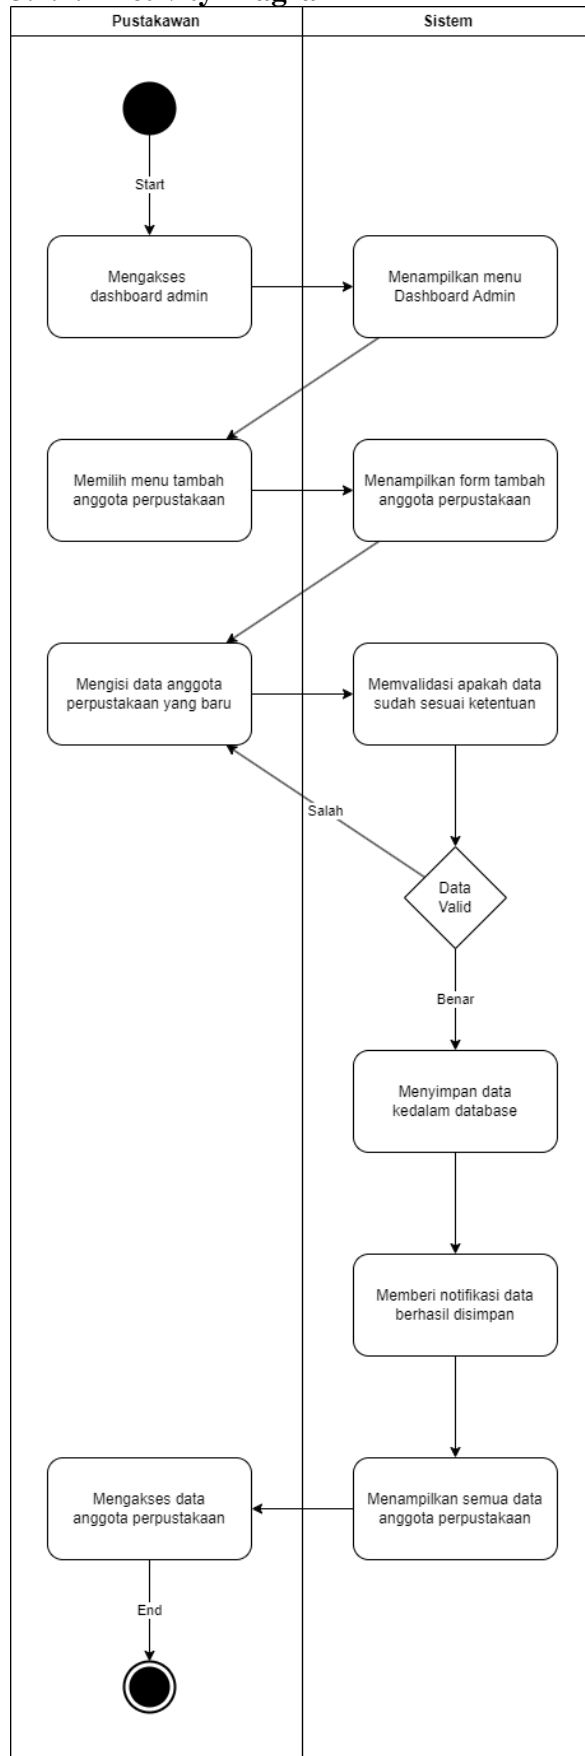 Pustakawan
Sistem
Start
Mengakses
dashboard admin
Menampilkan menu
Dashboard Admin
Memilih menu tambah
anggota perpustakaan
Menampilkan form tambah
anggota perpustakaan
Mengisi data anggota
perpustakaan yang baru
Memvalidasi apakah data
sudah sesuai ketentuan
Salah
Data
Valid
Benar
Menyimpan data
kedalam database
Memberi notifikasi data
berhasil disimpan
Mengakses data
anggota perpustakaan
Menampilkan semua data
anggota perpustakaan
End